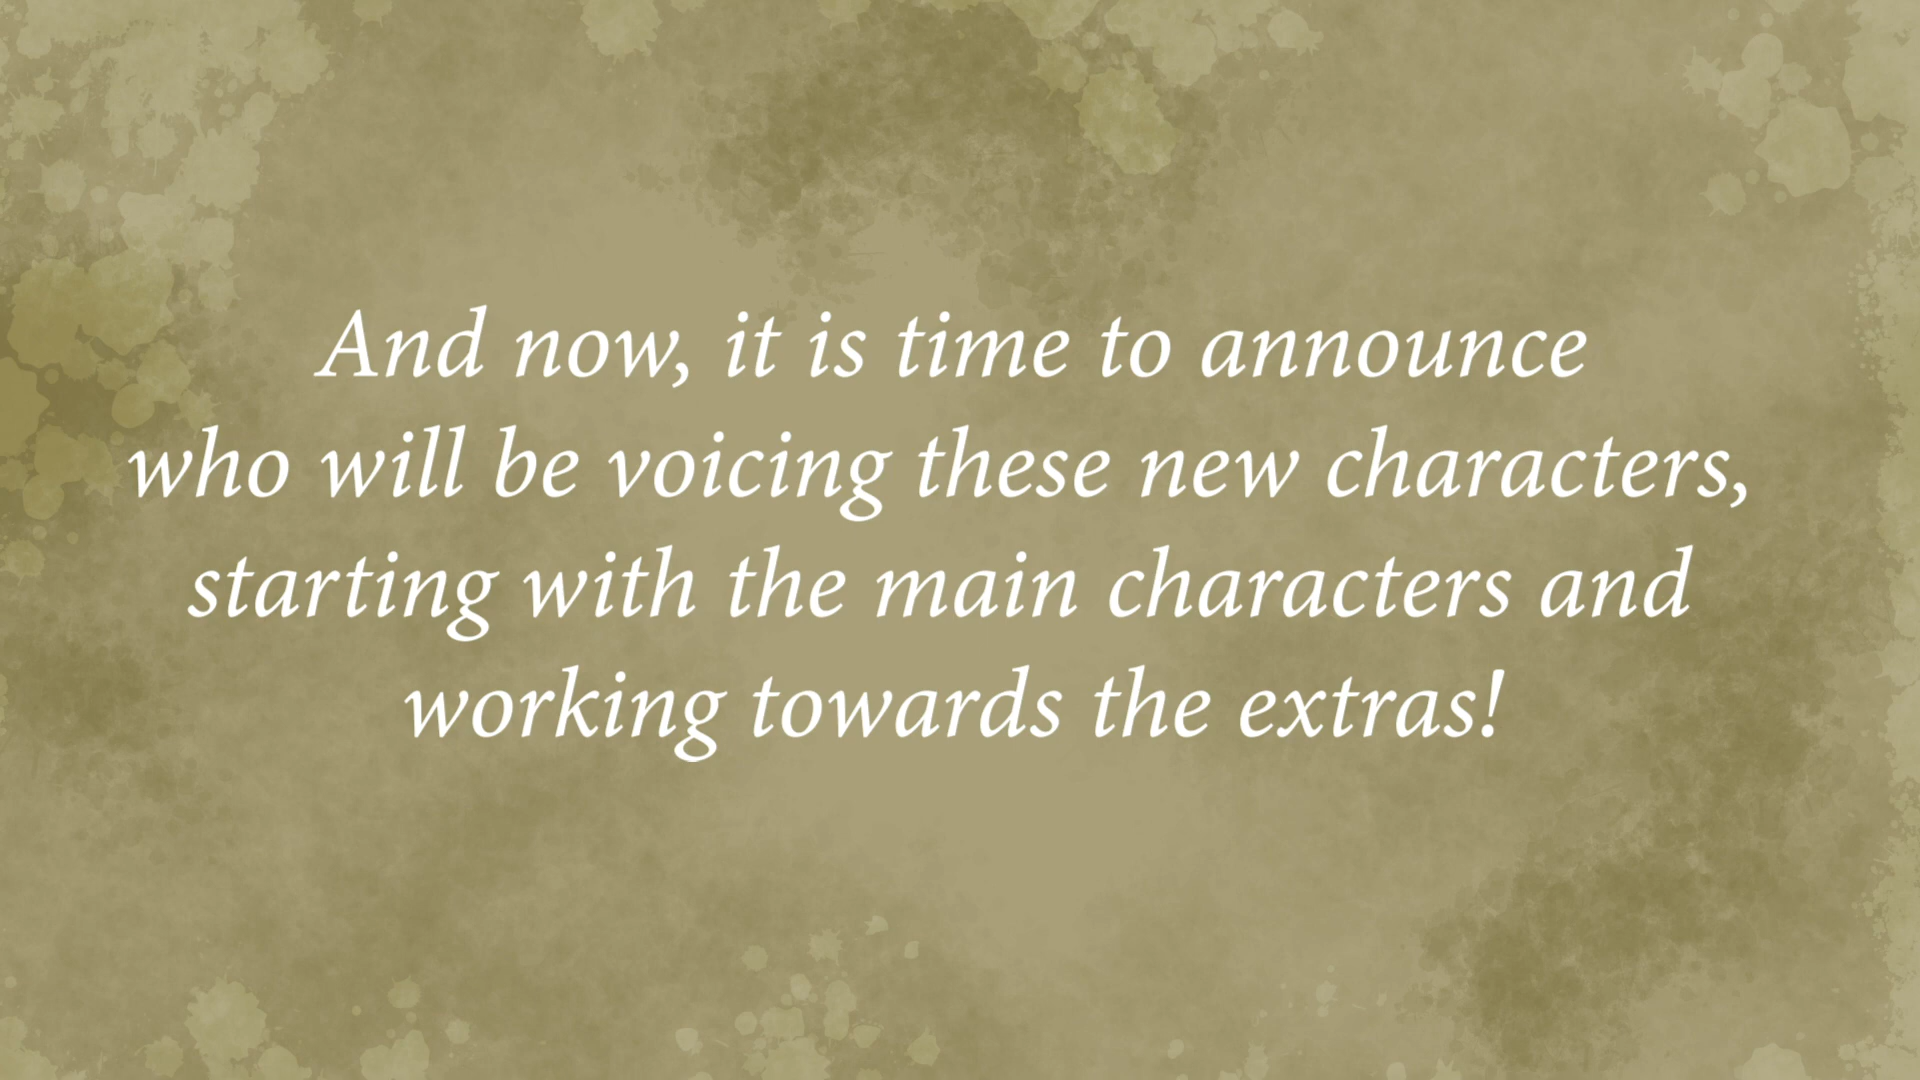 And now, it is time to announce
who will be voicing these new characters,
starting with the main characters and
working towards the extras!